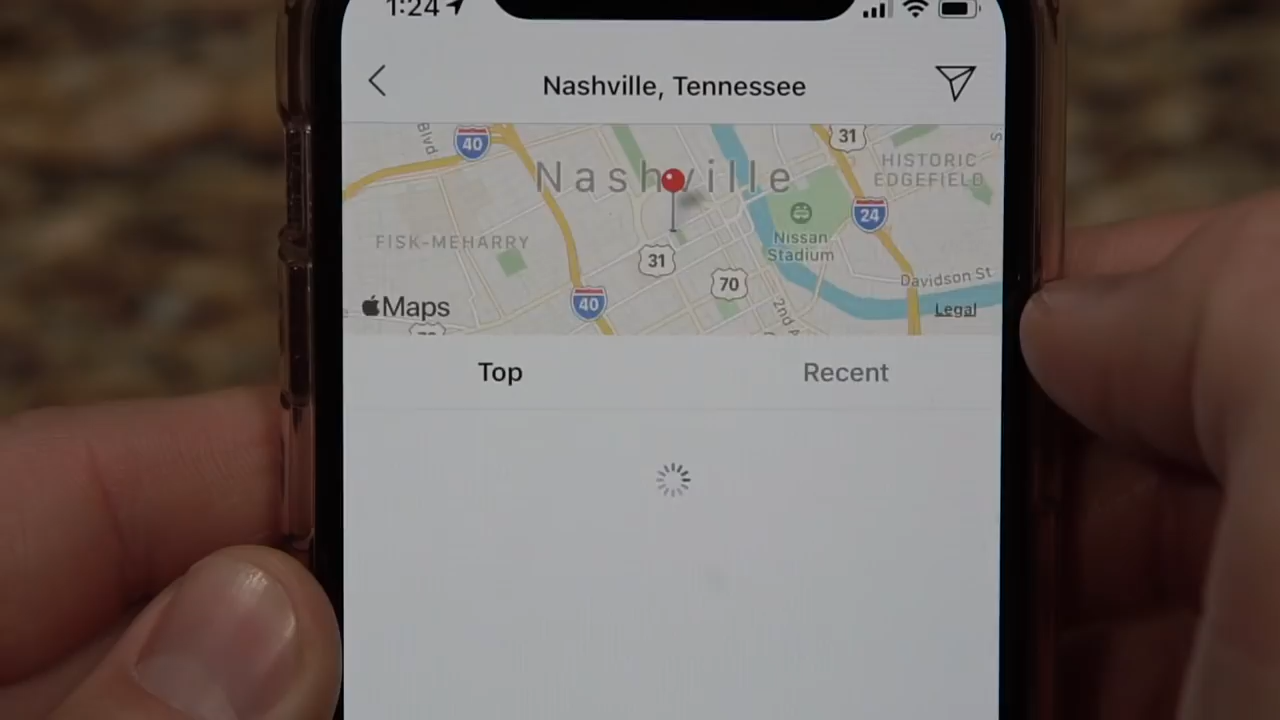 1:24
Nashville, Tennessee
Blvd
40
31
HISTORIC
EDGEFIELD
Nashville
24
FISK-MEHARRY
Nissan
Stadium
31
70
Davidson St
40
Maps
2nd A
Legal
Top
Recent